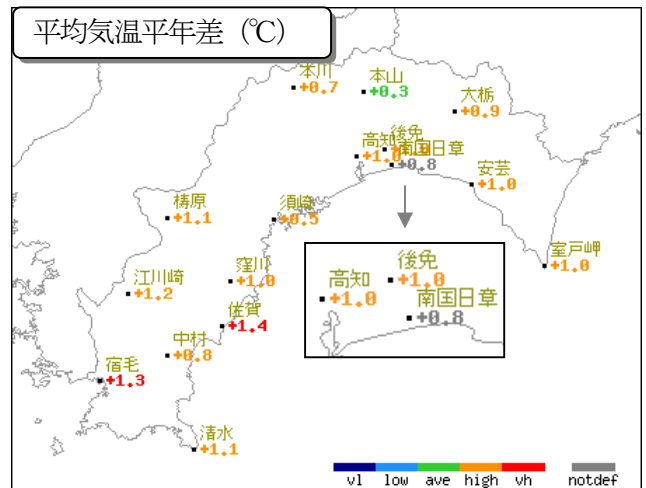 平均気温平年差（℃）
本川
+0.7
本山
+0.3
大栃
+0.9
高知
+1.0
後免
+1.0
南国日章
+0.8
安芸
+1.0
梼原
+1.1
須崎
+0.5
室戸岬
+1.0
江川崎
+1.2
窪川
+1.0
佐賀
+1.4
中村
+0.8
宿毛
+1.3
清水
+1.1
後免
+1.0
高知
+1.0
南国日章
+0.8
vl low ave high vh notdef